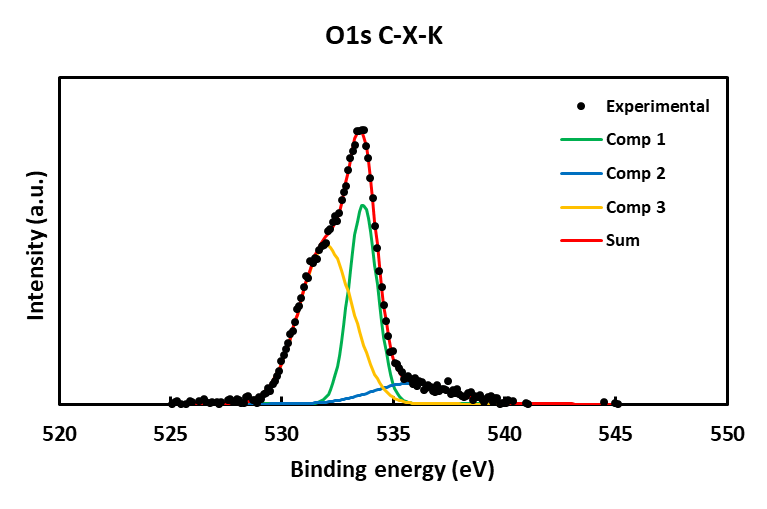 O1s C-X-K
Experimental
Comp 1
Comp 2
Comp 3
Sum
Intensity (a.u.)
520 525 530 535 540 545 550
Binding energy (eV)